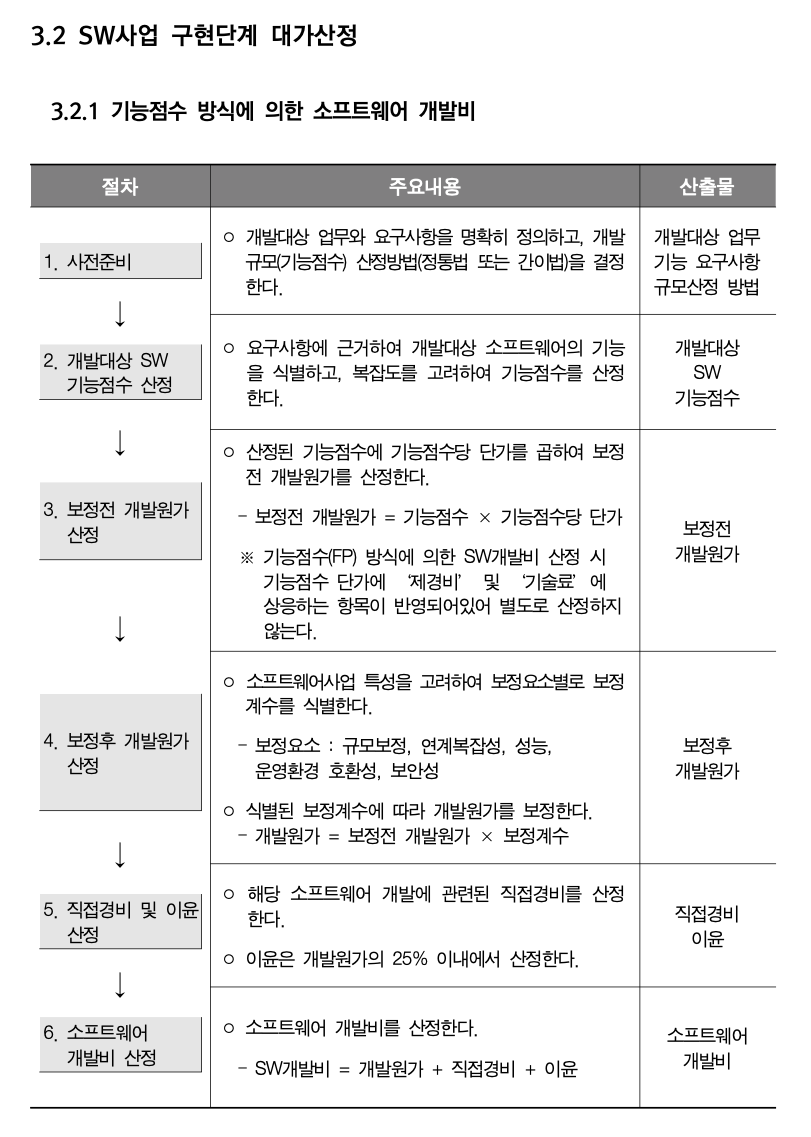 3.2 SW사업 구현단계 대가산정
3.2.1 기능점수 방식에 의한 소프트웨어 개발비
절차 주요내용 산출물
1. 사전준비
○ 개발대상 업무와 요구사항을 명확히 정의하고, 개발
규모(기능점수) 산정방법(정통법 또는 간이법)을 결정
한다.
개발대상 업무
기능 요구사항
규모산정 방법
↓
2. 개발대상 SW
기능점수 산정
○ 요구사항에 근거하여 개발대상 소프트웨어의 기능
을 식별하고, 복잡도를 고려하여 기능점수를 산정
한다.
개발대상
SW
기능점수
↓
3. 보정전 개발원가
산정
○ 산정된 기능점수에 기능점수당 단가를 곱하여 보정
전 개발원가를 산정한다.
- 보정전 개발원가 = 기능점수 × 기능점수당 단가
※ 기능점수(FP) 방식에 의한 SW개발비 산정 시
기능점수 단가에 ‘제경비’ 및 ‘기술료’에
상응하는 항목이 반영되어있어 별도로 산정하지
않는다.
보정전
개발원가
↓
4. 보정후 개발원가
산정
○ 소프트웨어사업 특성을 고려하여 보정요소별로 보정
계수를 식별한다.
- 보정요소 : 규모보정, 연계복잡성, 성능,
운영환경 호환성, 보안성
○ 식별된 보정계수에 따라 개발원가를 보정한다.
- 개발원가 = 보정전 개발원가 × 보정계수
보정후
개발원가
↓
5. 직접경비 및 이윤
산정
○ 해당 소프트웨어 개발에 관련된 직접경비를 산정
한다.
○ 이윤은 개발원가의 25% 이내에서 산정한다.
직접경비
이윤
↓
6. 소프트웨어
개발비 산정
○ 소프트웨어 개발비를 산정한다.
- SW개발비 = 개발원가 + 직접경비 + 이윤
소프트웨어
개발비